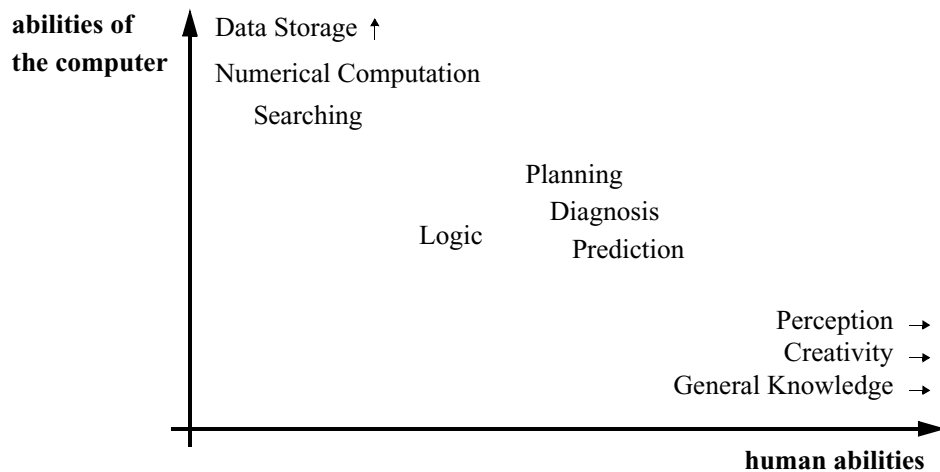 abilities of
the computer
Data Storage ↑
Numerical Computation
Searching
Planning
Diagnosis
Logic
Prediction
Perception →
Creativity →
General Knowledge →
human abilities